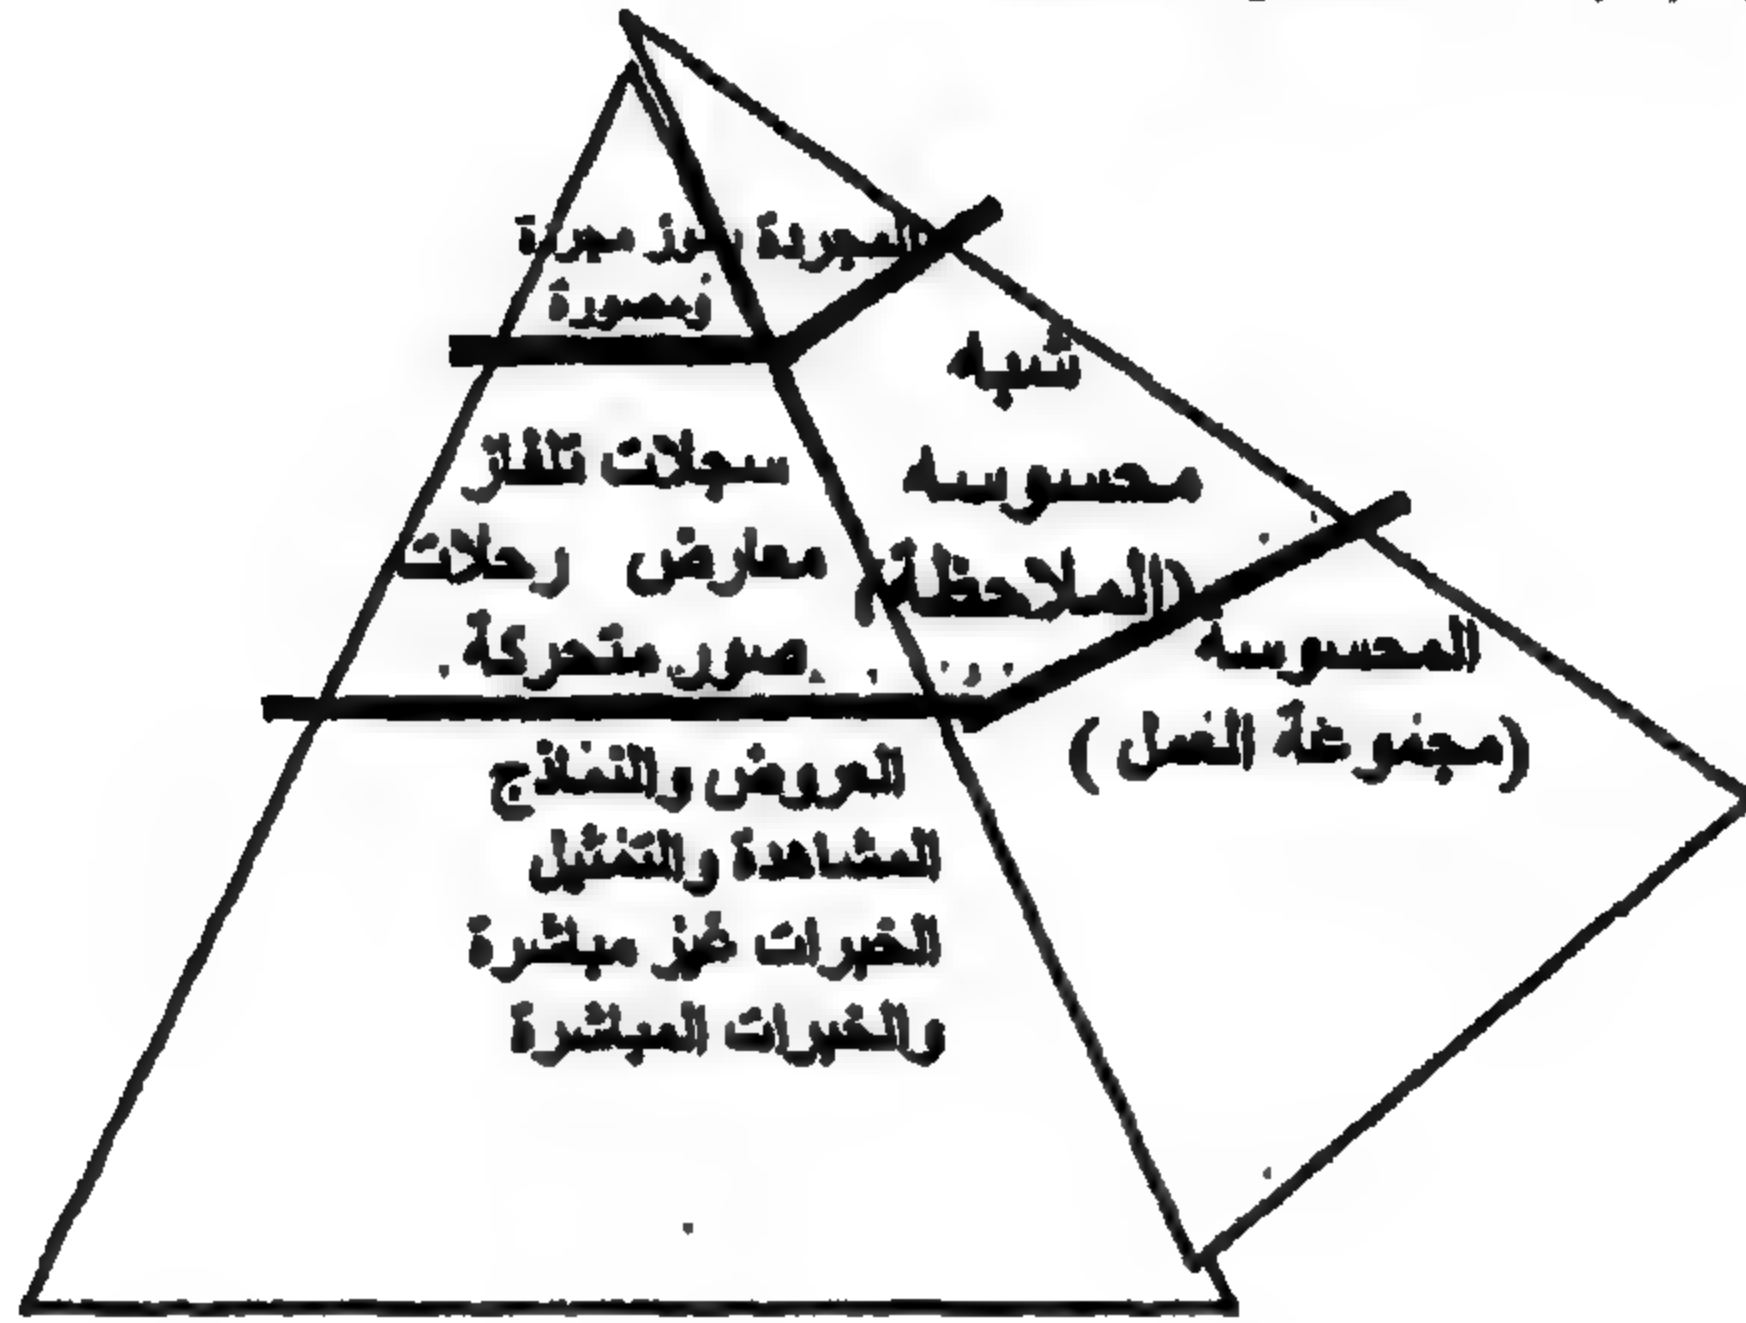 المجردة رموز مجردة
ومصورة
شبه
محسوسه
(الملاحظة)
سجلات تلفاز
معارض رحلات
صور متحركة
المحسوسة
(مجموعة العمل)
العروض والنماذج
المشاهدة والتمثيل
الخبرات غير مباشرة
والخبرات المباشرة